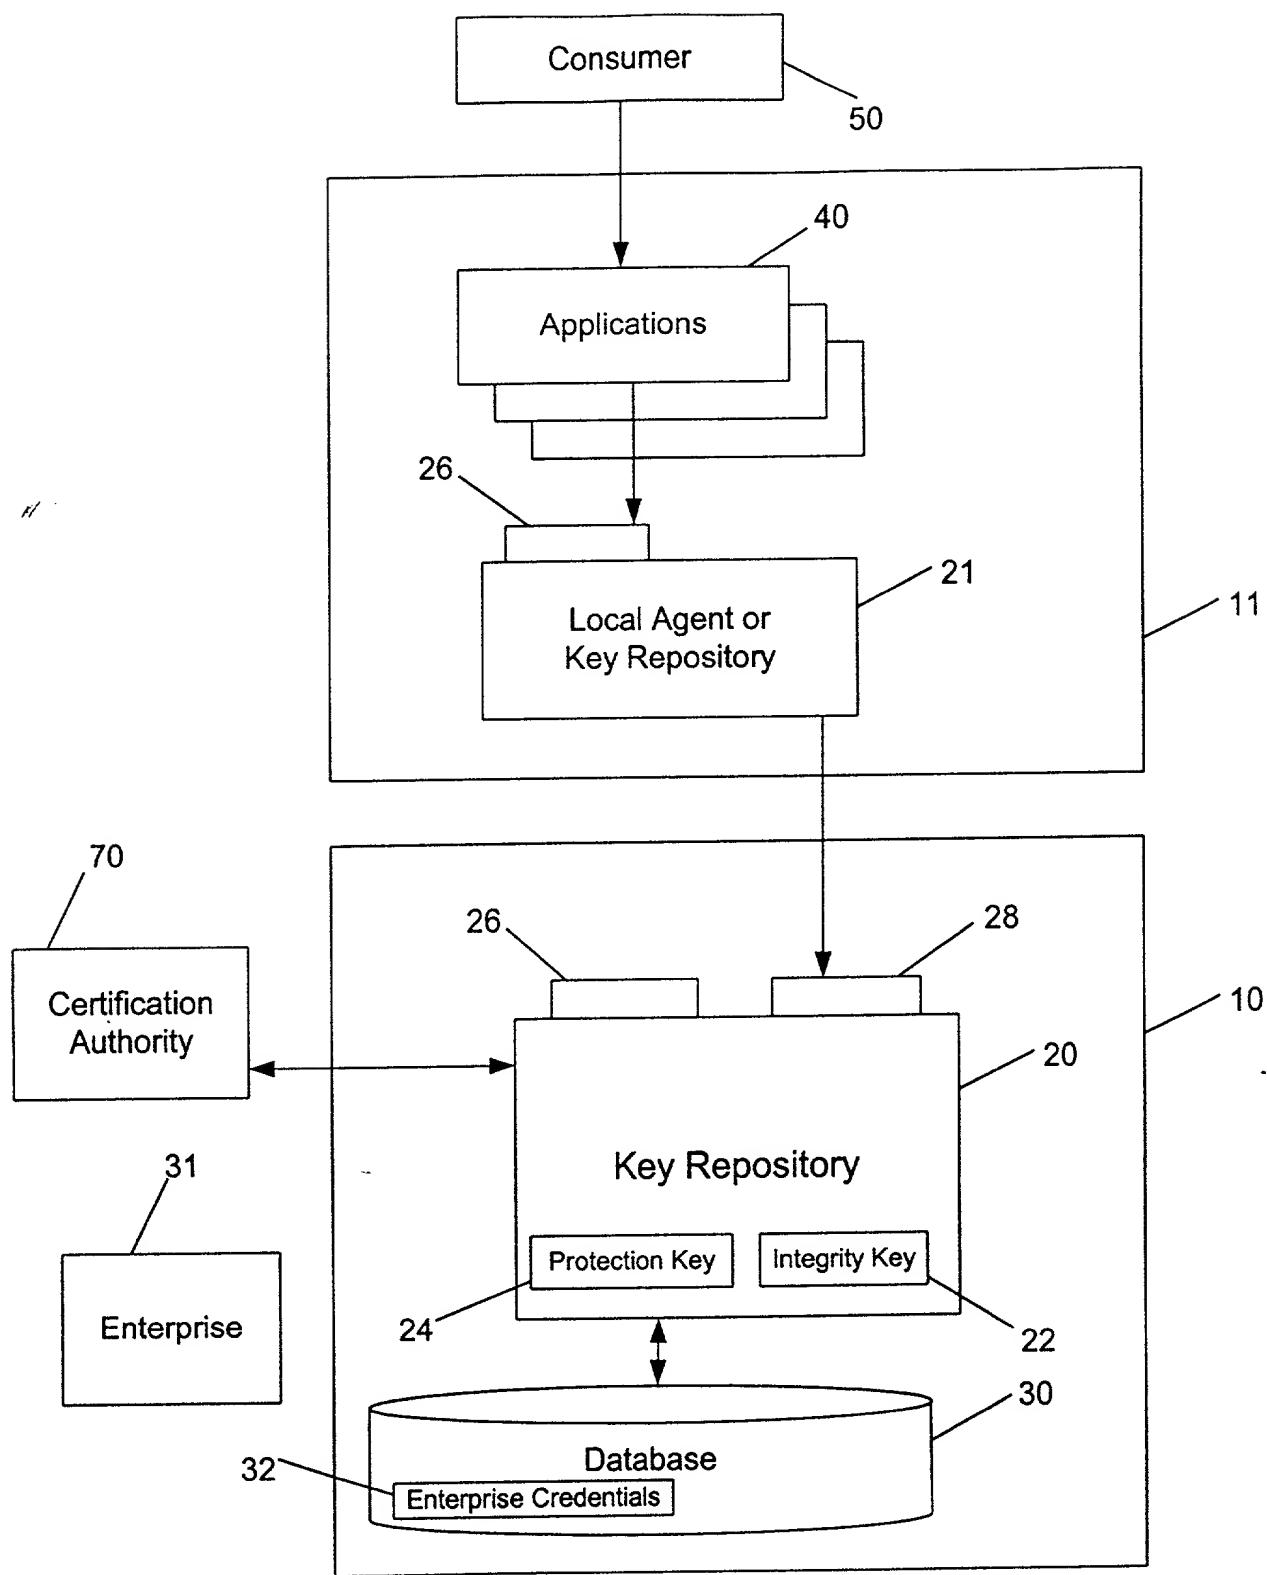 Consumer
50
40
Applications
26
21
Local Agent or
Key Repository
11
70
26
28
Certification
Authority
10
20
31
Key Repository
Protection Key
Integrity Key
Enterprise
24
22
30
Database
32
Enterprise Credentials